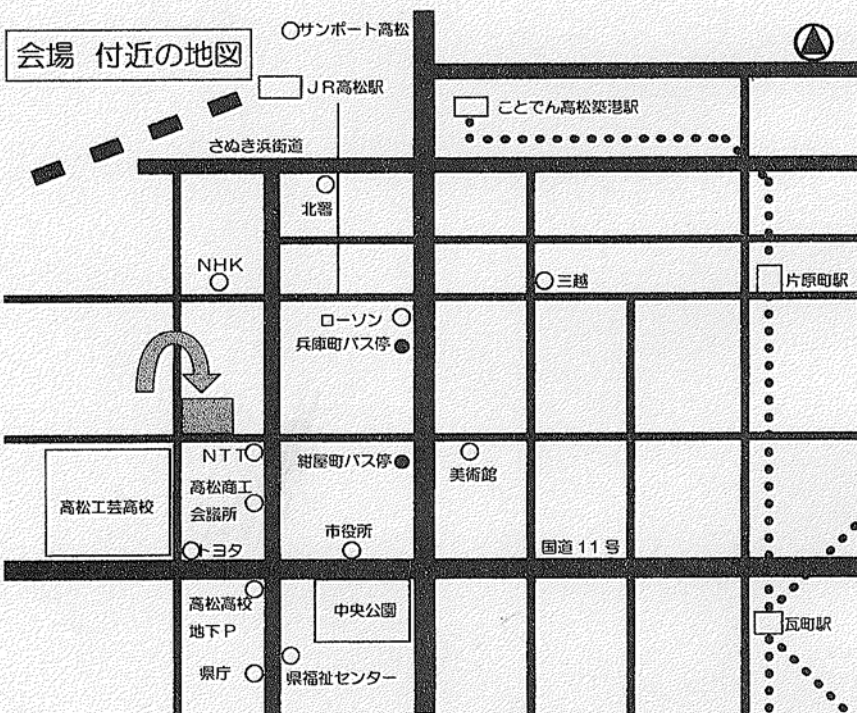 サンポート高松
会場 付近の地図
JR高松駅
ことでん高松築港駅
さぬき浜街道
NHK
三越
片原町駅
ローソン
兵庫町バス停
NTT
紺屋町バス停
美術館
高松工芸高校
高松商工
会議所
市役所
トヨタ
国道11号
高松高校
地下P
中央公園
瓦町駅
県庁
県福祉センター